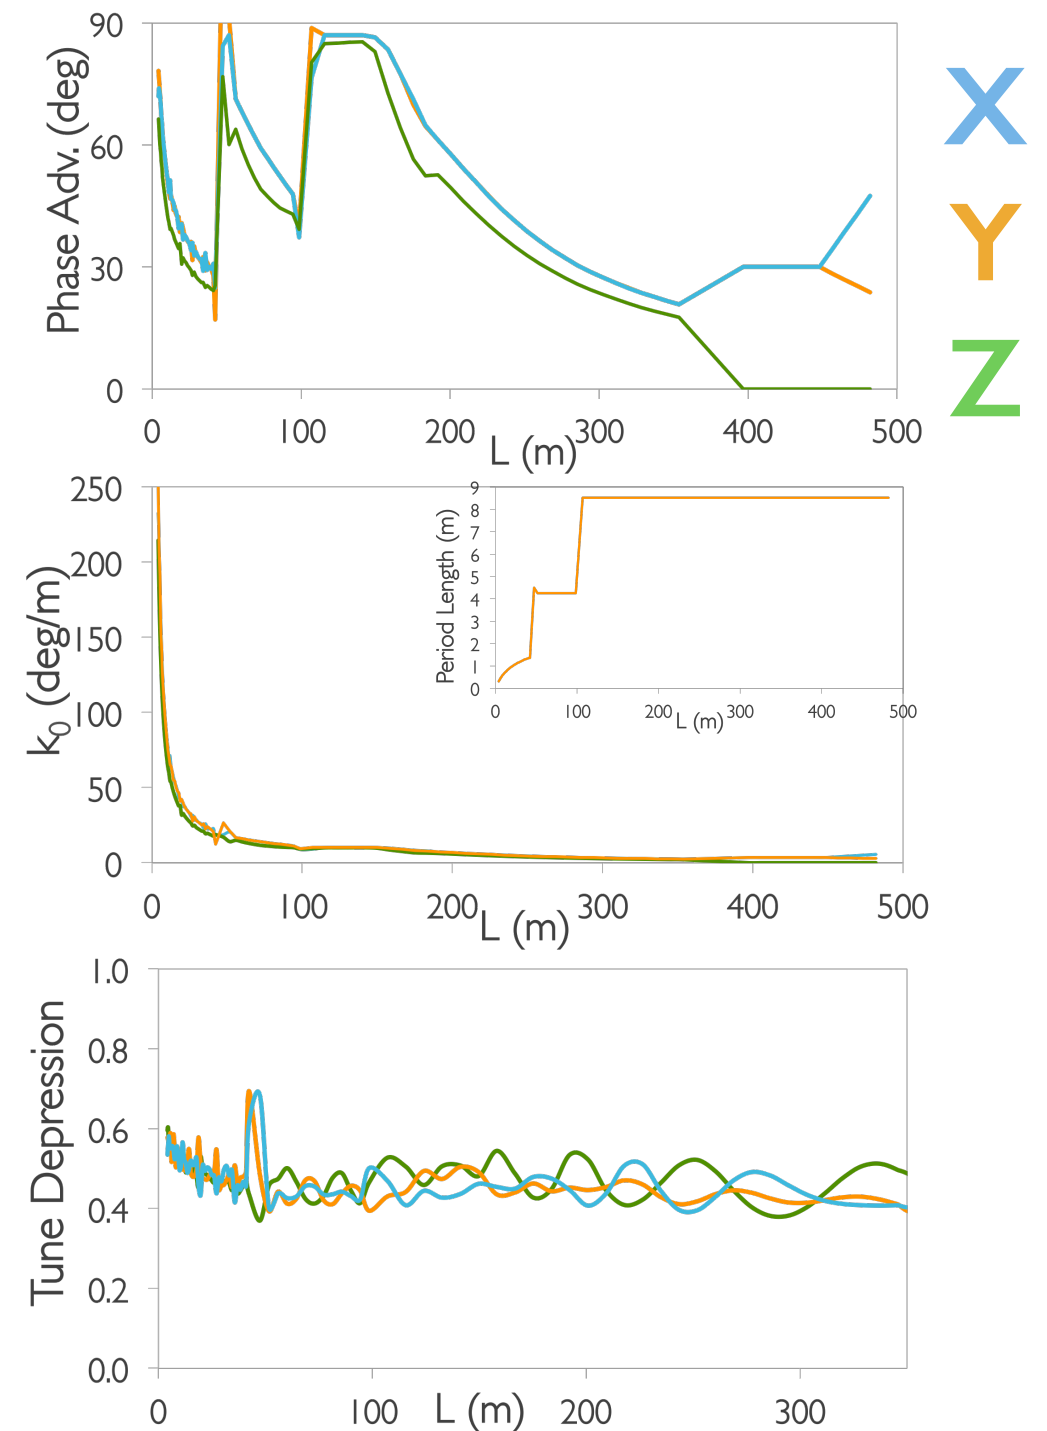 90
60
30
0
Phase Adv. (deg)
0 100 200 300 400 500
L (m)
X
Y
Z
250
200
150
100
50
0
k0 (deg/m)
0 100 200 300 400 500
L (m)
9
8
7
6
5
4
3
2
1
0
Period Length (m)
0 100 200 300 400 500
L (m)
1.0
0.8
0.6
0.4
0.2
0.0
Tune Depression
0 100 200 300
L (m)